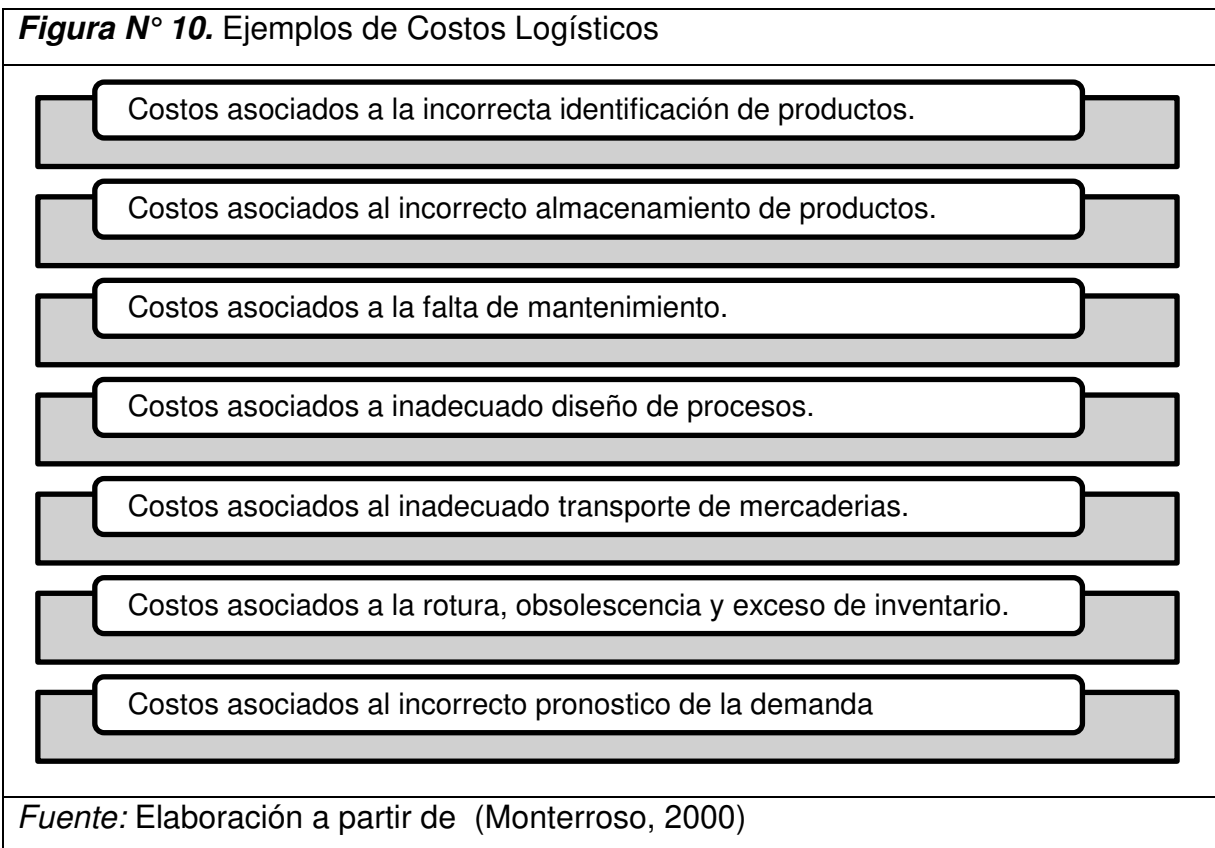 Figura N° 10. Ejemplos de Costos Logísticos
Costos asociados a la incorrecta identificación de productos.
Costos asociados al incorrecto almacenamiento de productos.
Costos asociados a la falta de mantenimiento.
Costos asociados a inadecuado diseño de procesos.
Costos asociados al inadecuado transporte de mercaderias.
Costos asociados a la rotura, obsolescencia y exceso de inventario.
Costos asociados al incorrecto pronostico de la demanda
Fuente: Elaboración a partir de (Monterroso, 2000)